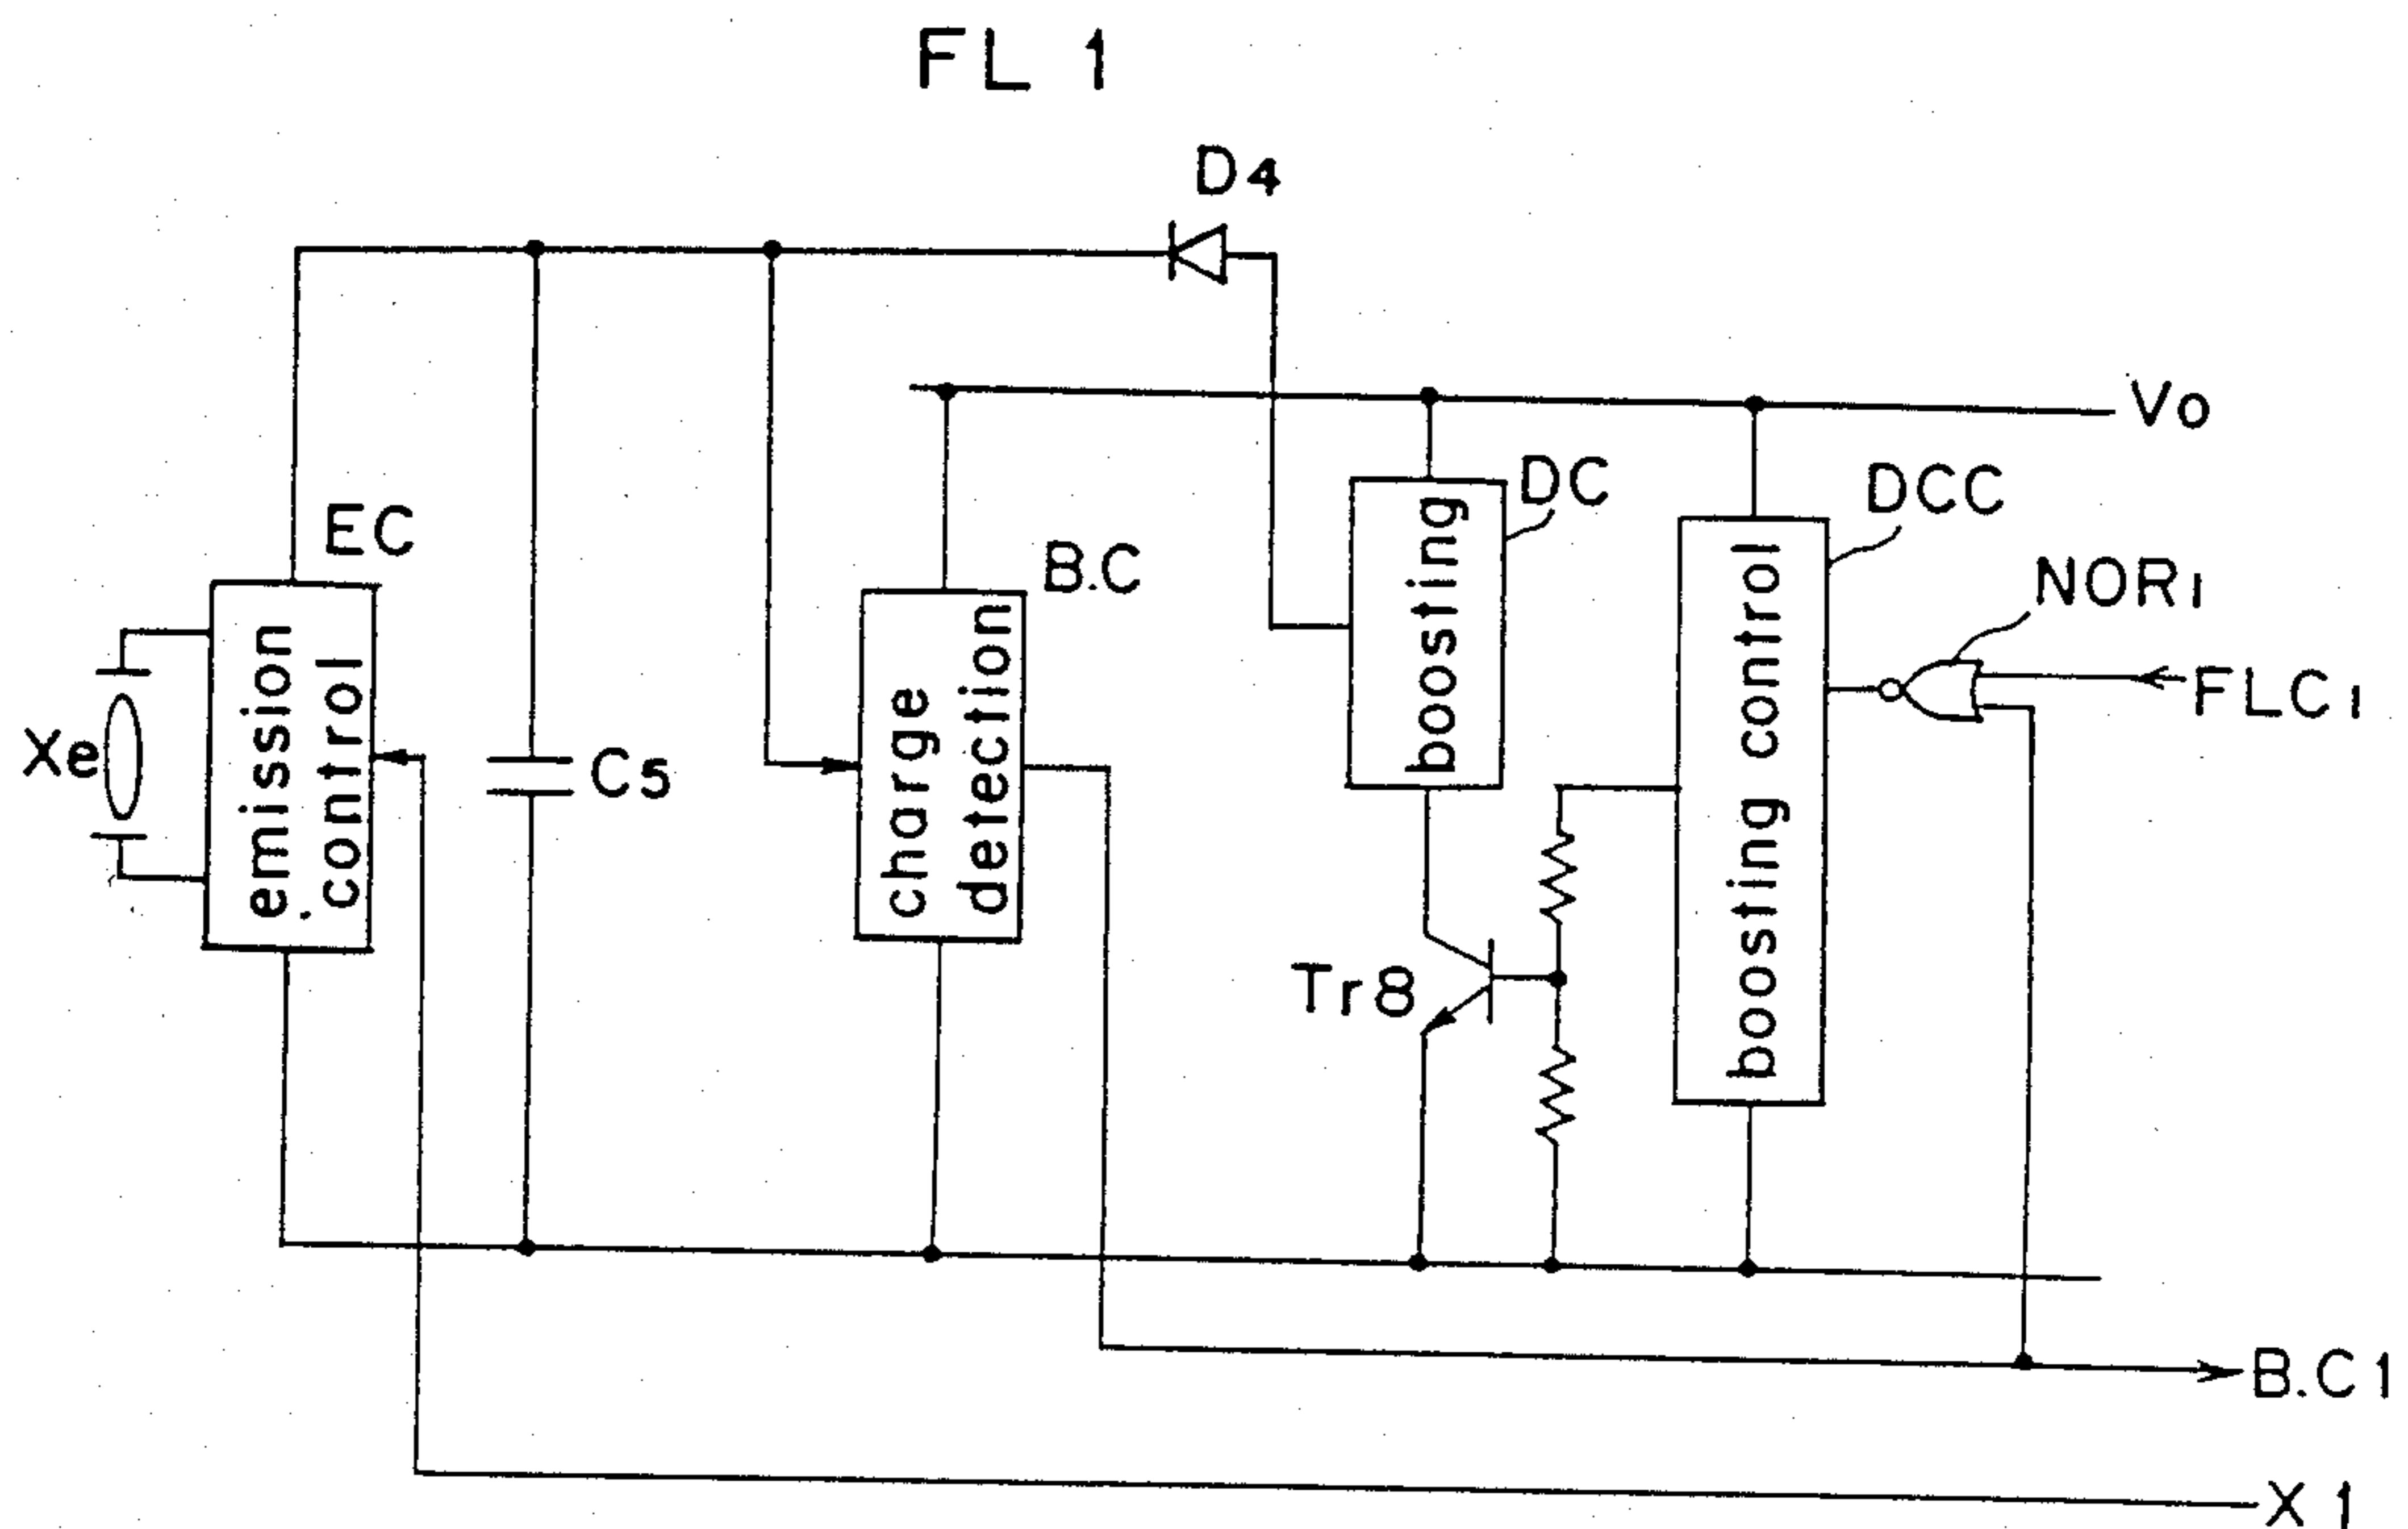 FL 1
D4
Vo
DC
DCC
EC
B.C
NOR1
FLC1
Xe
emission
control
C5
charge
detection
boosting
boosting control
Tr8
B.C1
X1